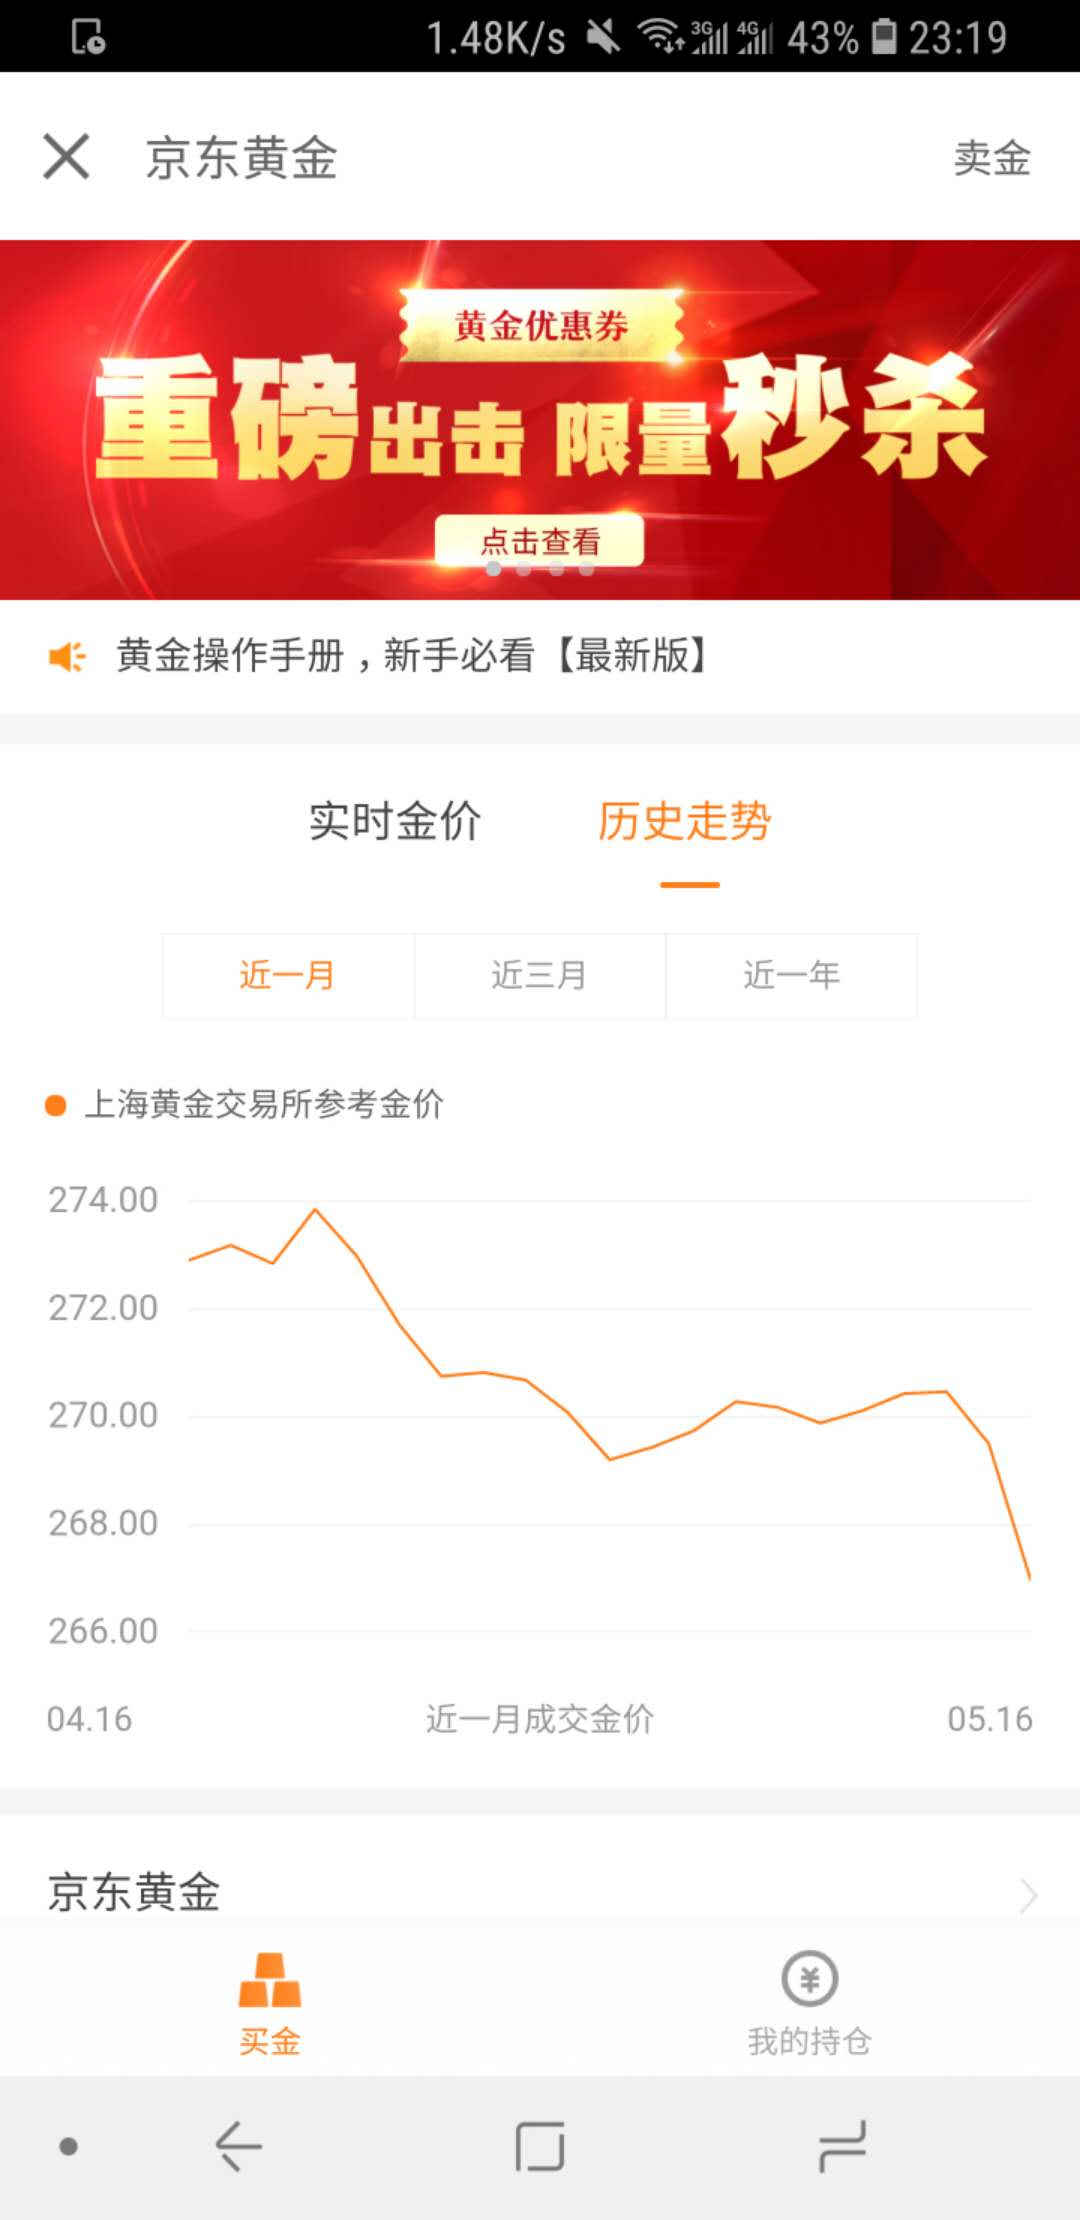 1.48K/s 3G 4G 43% 23:19
京东黄金 卖金
黄金优惠券
重磅出击 限量秒杀
点击查看
黄金操作手册，新手必看【最新版】
实时金价 历史走势
近一月 近三月 近一年
上海黄金交易所参考金价
274.00
272.00
270.00
268.00
266.00
04.16 近一月成交金价 05.16
京东黄金
¥
买金 我的持仓